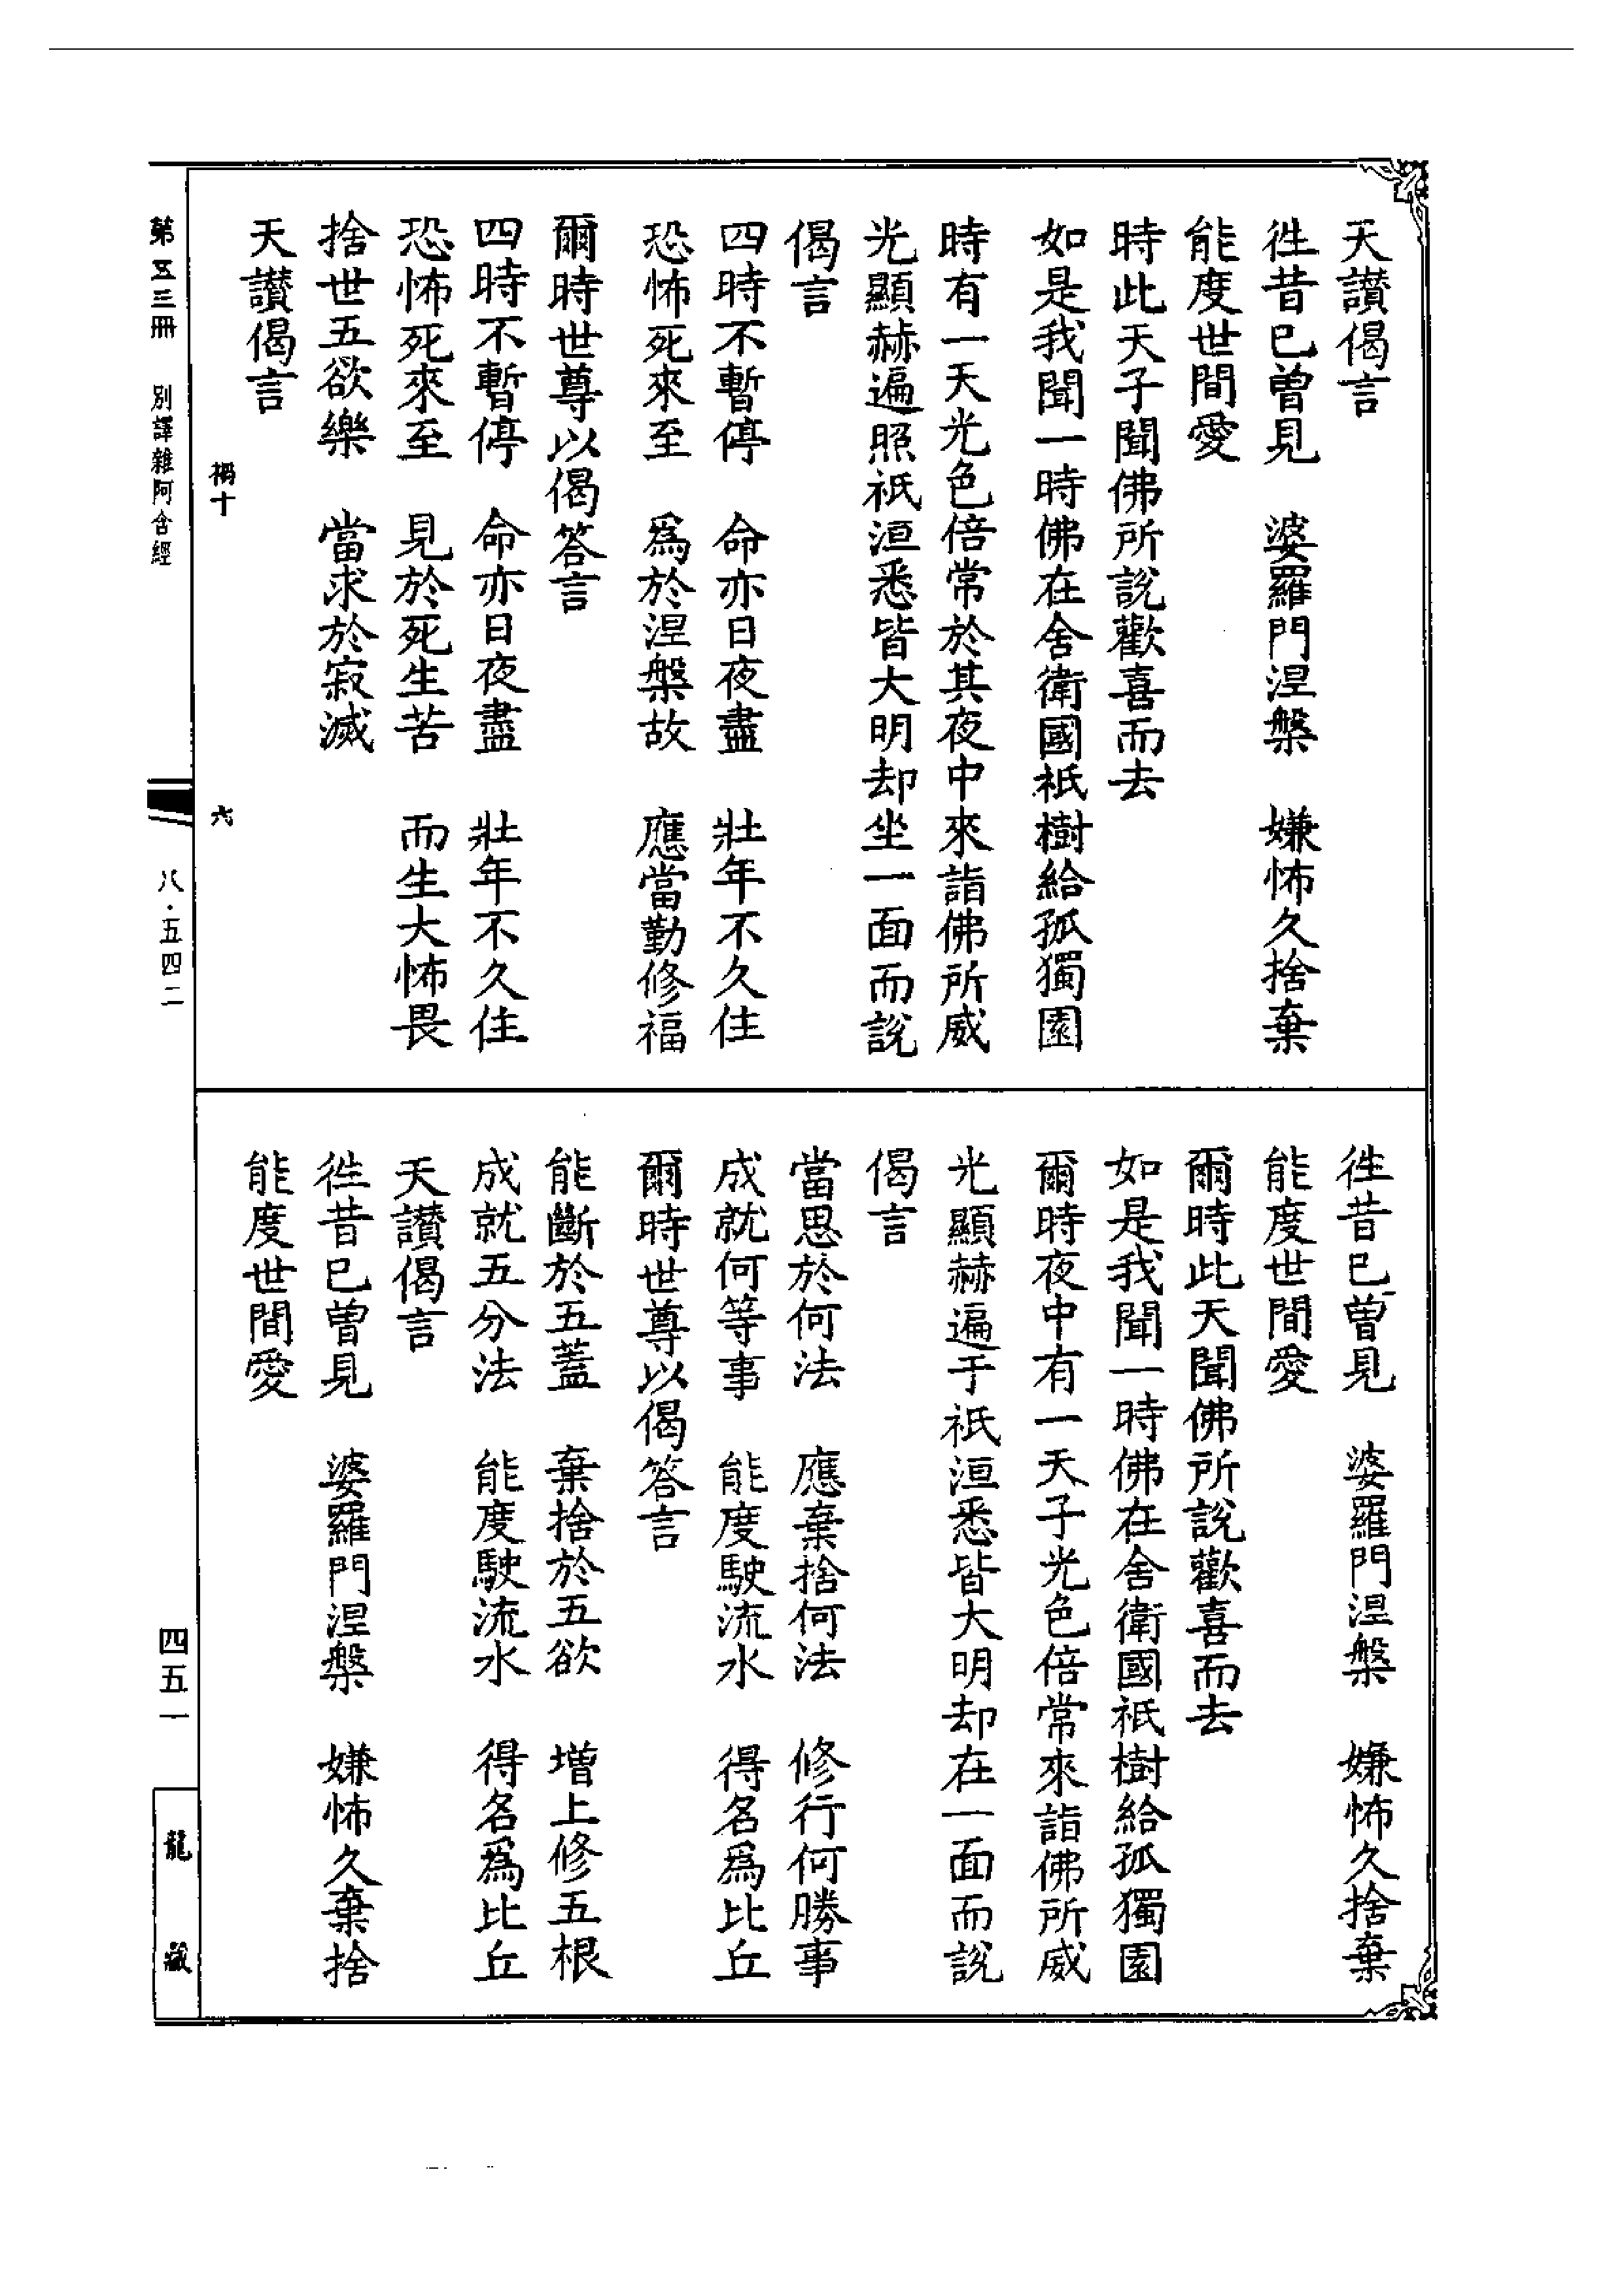 天讃偈言
徃昔已曾見　婆羅門涅槃　嫌怖久捨棄
能度世間愛
時此天子聞佛所說歡喜而去
如是我聞一時佛在舍衛國祇樹給孤獨園
時有一天光色倍常於其夜中來詣佛所威
光顯赫遍照祇洹悉皆大明却坐一面而說
偈言
四時不暫停　命亦日夜盡　壯年不久住
恐怖死來至　爲於涅槃故　應當勤修福
爾時世尊以偈答言
四時不暫停　命亦日夜盡　壯年不久住
恐怖死來至　見於死生苦　而生大怖畏
捨世五欲樂　當求於寂滅
天讃偈言
徃昔已曾見　婆羅門涅槃　嫌怖久捨棄
能度世間愛
爾時此天聞佛所說歡喜而去
如是我聞一時佛在舍衛國祇樹給孤獨園
爾時夜中有一天子光色倍常來詣佛所威
光顯赫遍于祇洹悉皆大明却在一面而說
偈言
當思於何法　應棄捨何法　修行何勝事
成就何等事　能度駛流水　得名爲比丘
爾時世尊以偈答言
能斷於五蓋　棄捨於五欲　增上修五根
成就五分法　能度駛流水　得名爲比丘
天讃偈言
徃昔已曾見　婆羅門涅槃　嫌怖久棄捨
能度世間愛
十　六
第五三冊　別譯雜阿含經　八·五四二　四五一　龍藏